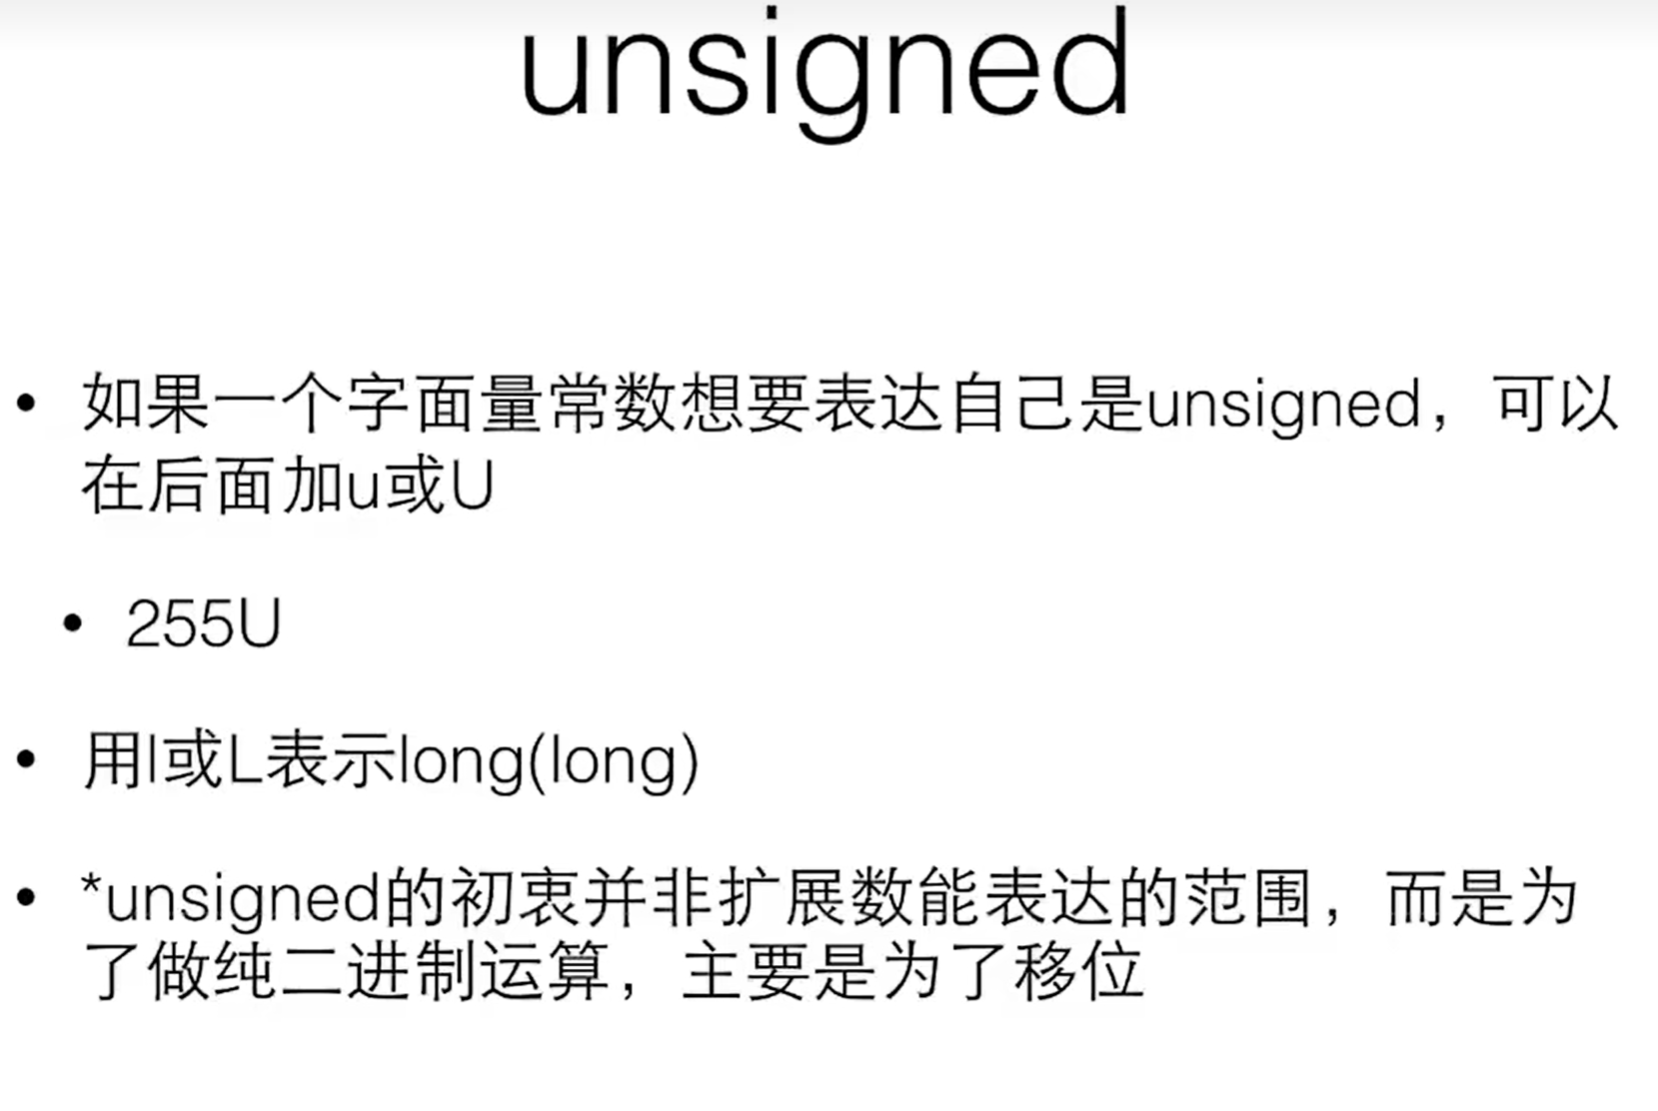 unsigned
• 如果一个字面量常数想要表达自己是unsigned，可以
在后面加u或U
• 255U
• 用l或L表示long(long)
• *unsigned的初衷并非扩展数能表达的范围，而是为
了做纯二进制运算，主要是为了移位